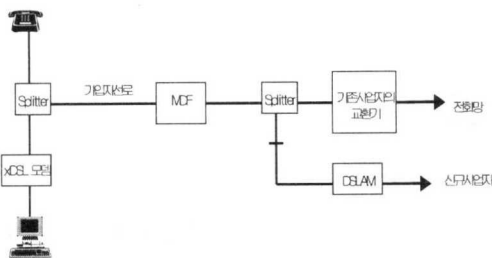 Splitter
가입자선로
MDF
Splitter
기존사업자의
교환기
전화망
xDSL 모뎀
DSLAM
신규사업자